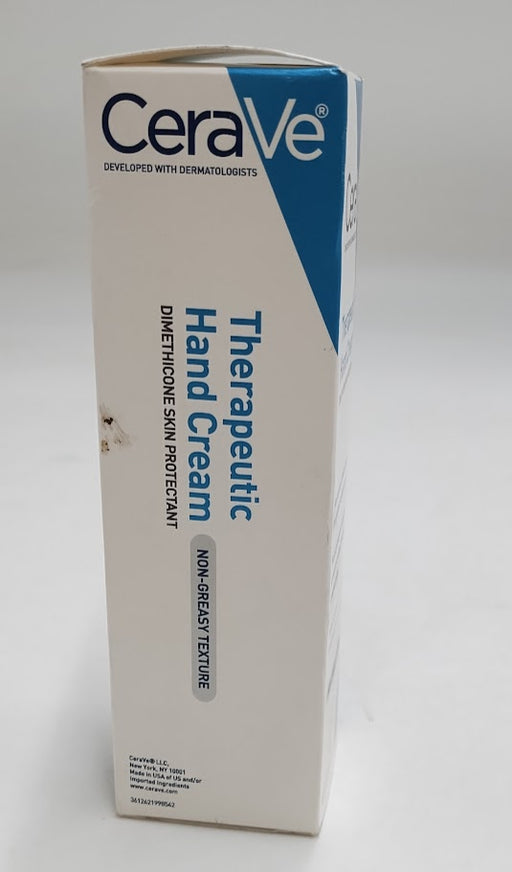 CeraVe®
DEVELOPED WITH DERMATOLOGISTS
Therapeutic
Hand Cream
DIMETHICONE SKIN PROTECTANT
NON-GREASY TEXTURE
CeraVe® LLC,
New York, NY 10001
Made in USA of US and/or
Imported Ingredients
www.cerave.com
3612621998542